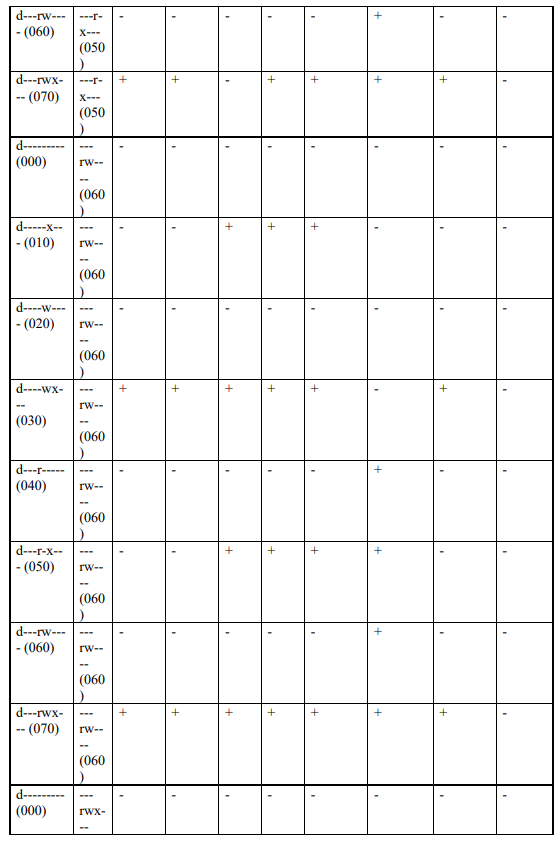 d---rw--- ---r- - - - - - + - -
- (060) x---
(050
)
d---rwx- ---r- + + - + + + + -
-- (070) x---
(050
)
d--------- --- - - - - - - - -
(000) rw--
--
(060
)
d-----x-- --- - - + + + - - -
- (010) rw--
--
(060
)
d----w--- --- - - - - - - - -
- (020) rw--
--
(060
)
d----wx- --- + + + + + - + -
-- rw--
(030) --
(060
)
d---r----- --- - - - - - + - -
(040) rw--
--
(060
)
d---r-x-- --- - - + + + + - -
- (050) rw--
--
(060
)
d---rw--- --- - - - - - + - -
- (060) rw--
--
(060
)
d---rwx- --- + + + + + + + -
-- (070) rw--
--
(060
)
d--------- --- - - - - - - - -
(000) rwx-
--